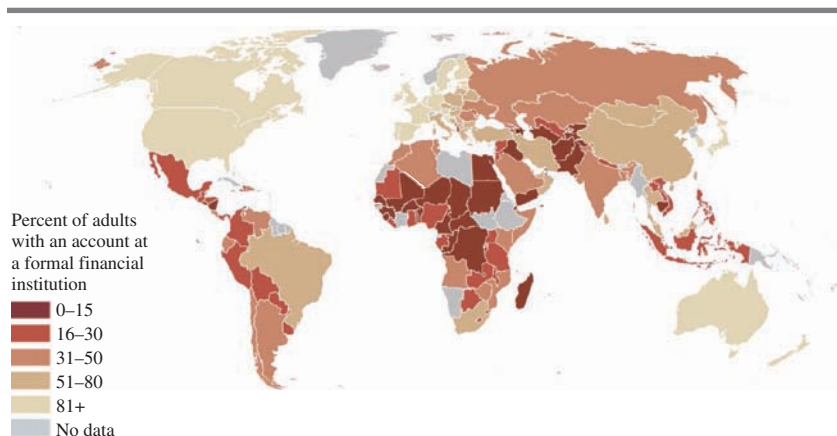 Percent of adults
with an account at
a formal financial
institution
0–15
16–30
31–50
51–80
81+
No data